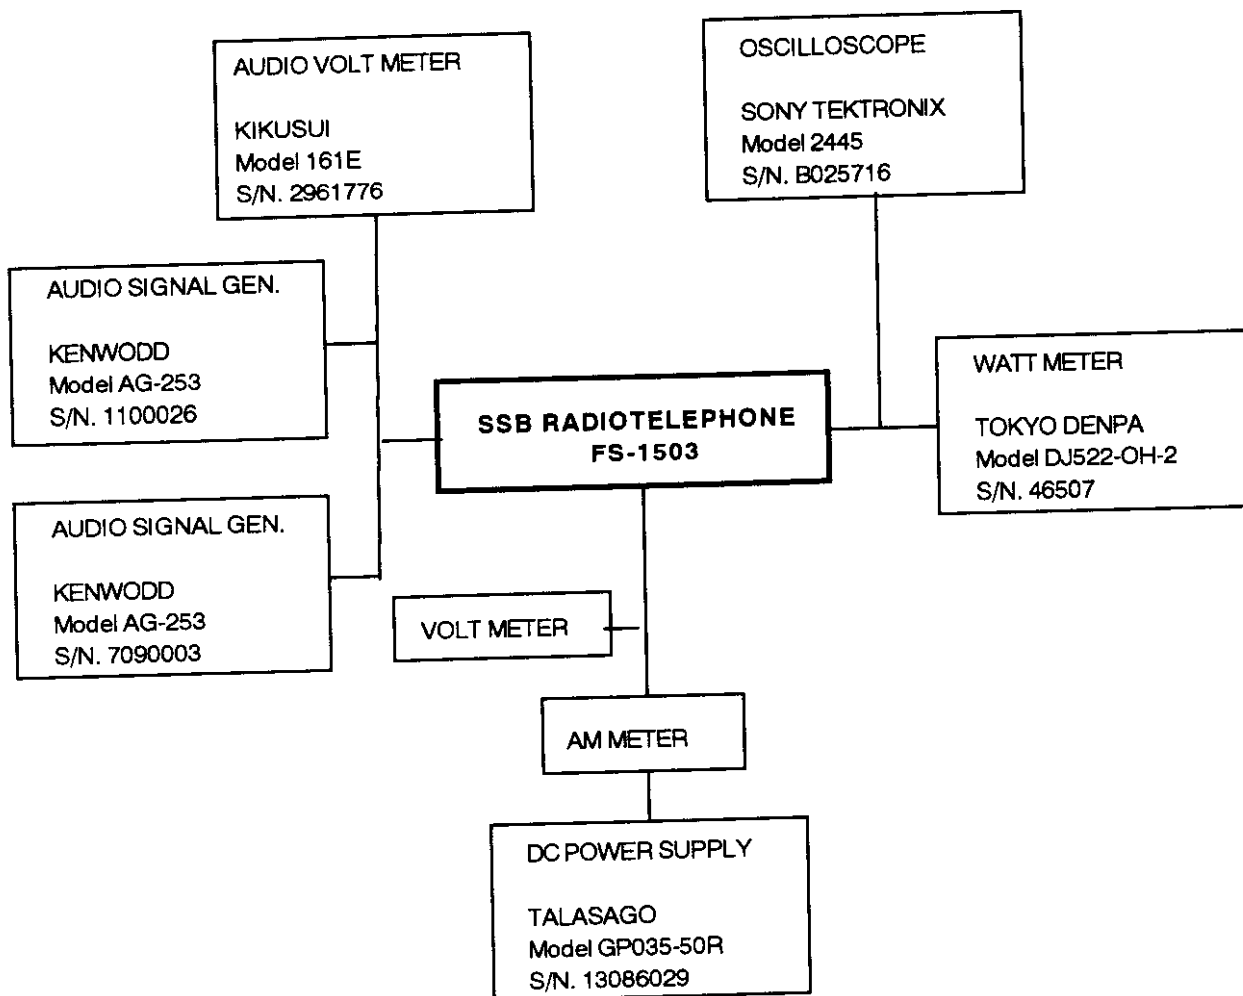 AUDIO VOLT METER
KIKUSUI
Model 161E
S/N. 2961776
OSCILLOSCOPE
SONY TEKTRONIX
Model 2445
S/N. B025716
AUDIO SIGNAL GEN.
KENWODD
Model AG-253
S/N. 1100026
SSB RADIOTELEPHONE
FS-1503
WATT METER
TOKYO DENPA
Model DJ522-OH-2
S/N. 46507
AUDIO SIGNAL GEN.
KENWODD
Model AG-253
S/N. 7090003
VOLT METER
AM METER
DC POWER SUPPLY
TALASAGO
Model GP035-50R
S/N. 13086029